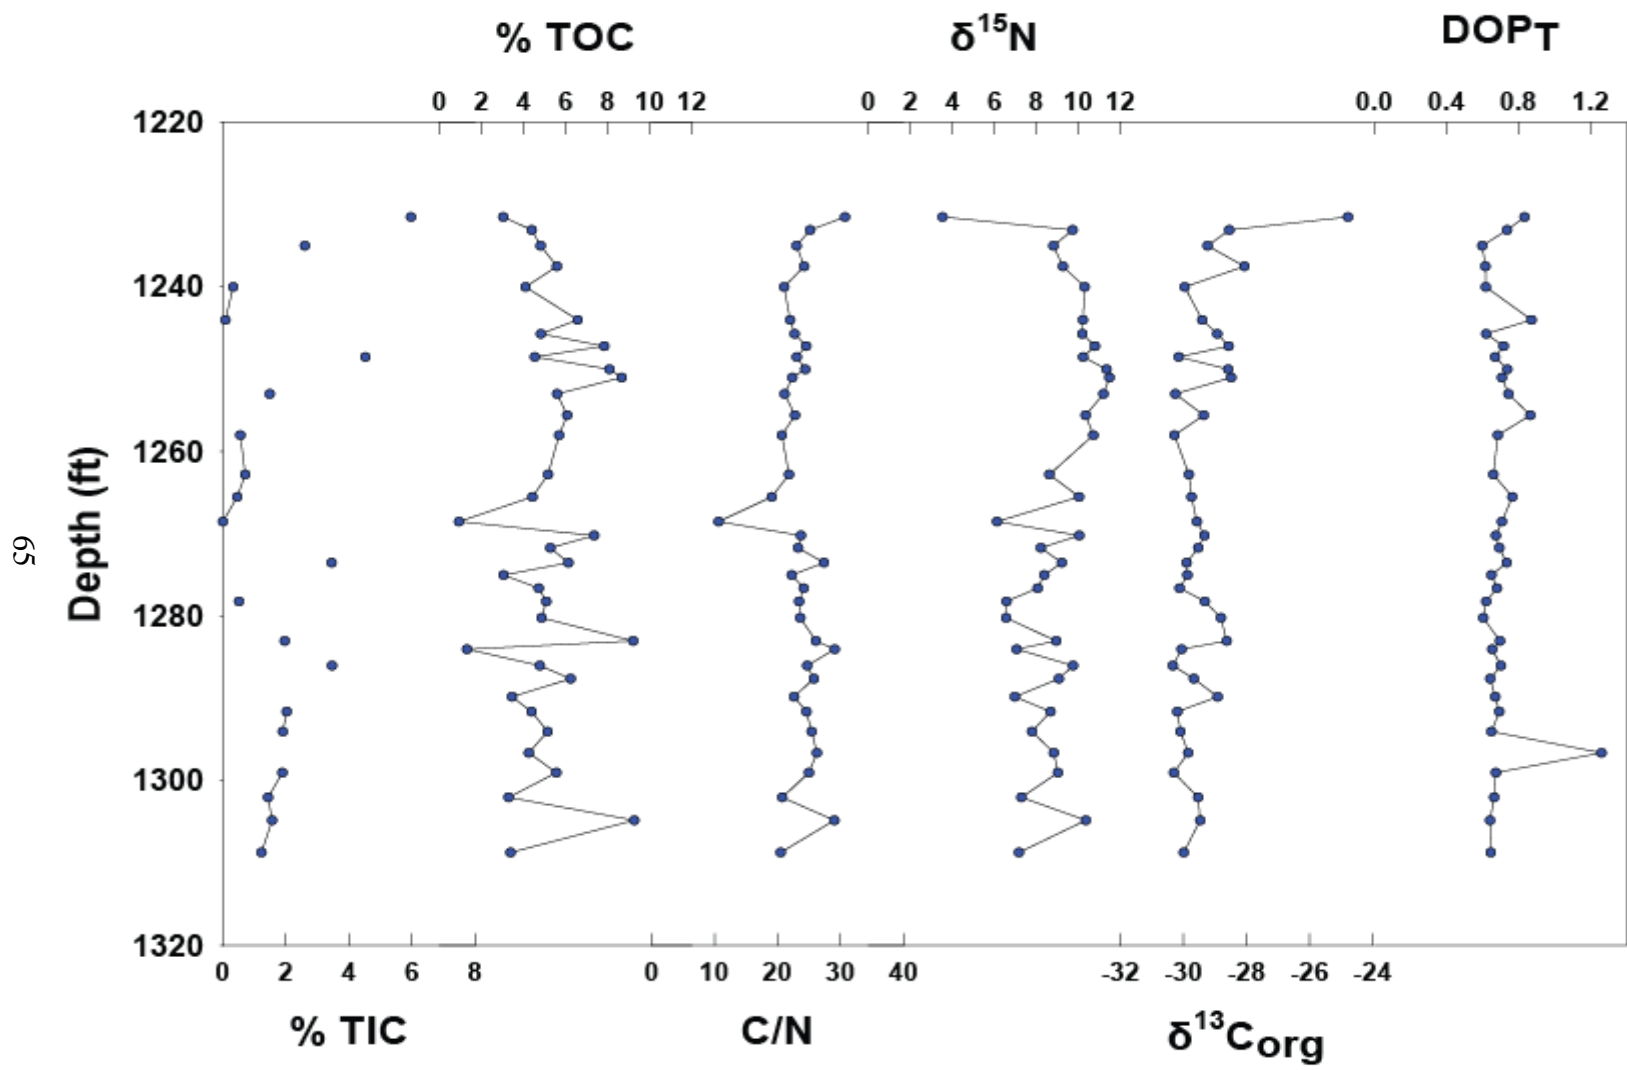 % TOC δ15N DOPT
0 2 4 6 8 10 12 0 2 4 6 8 10 12 0.0 0.4 0.8 1.2
1220
1240
1260
1280
1300
1320
Depth (ft)
65
0 2 4 6 8 0 10 20 30 40 -32 -30 -28 -26 -24
% TIC C/N δ13Corg